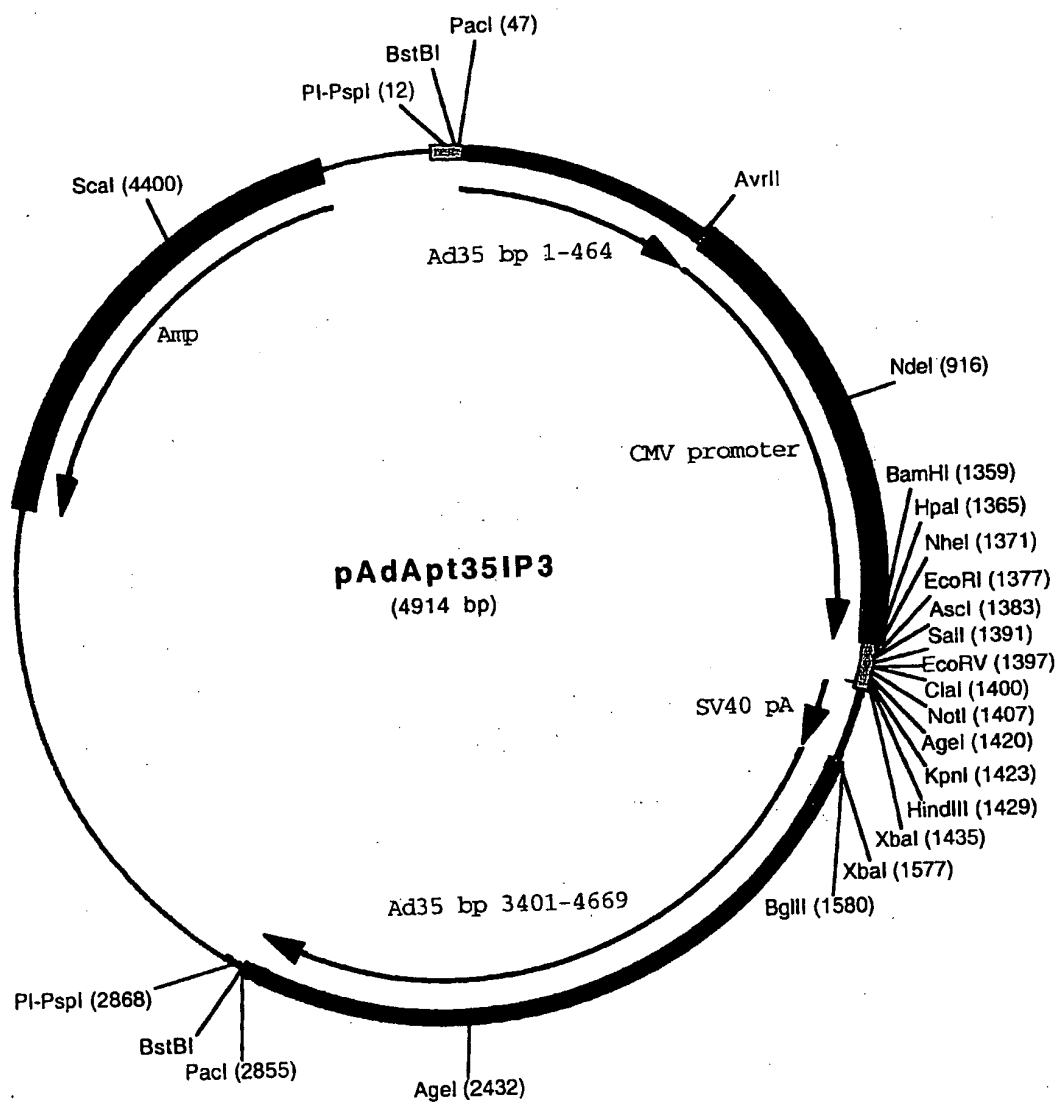 PacI (47)
BstBI
PI-PspI (12)
AvrII
ScaI (4400)
Ad35 bp 1-464
Amp
NdeI (916)
CMV promoter
BamHI (1359)
HpaI (1365)
NheI (1371)
EcoRI (1377)
AscI (1383)
SalI (1391)
EcoRV (1397)
ClaI (1400)
NotI (1407)
AgeI (1420)
KpnI (1423)
HindIII (1429)
XbaI (1435)
XbaI (1577)
BglII (1580)
pAdApt35IP3
(4914 bp)
SV40 pA
Ad35 bp 3401-4669
PI-PspI (2868)
BstBI
PacI (2855)
AgeI (2432)